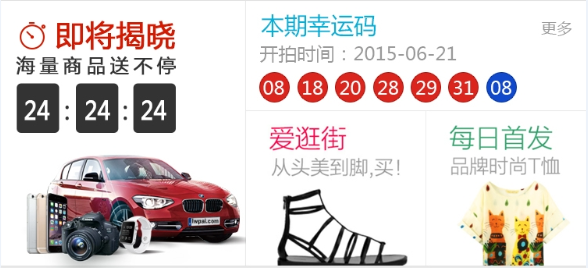 即将揭晓
海量商品送不停
24 : 24 : 24
lwpai.com
本期幸运码
更多
开拍时间：2015-06-21
08 18 20 28 29 31 08
爱逛街
从头美到脚,买！
每日首发
品牌时尚T恤